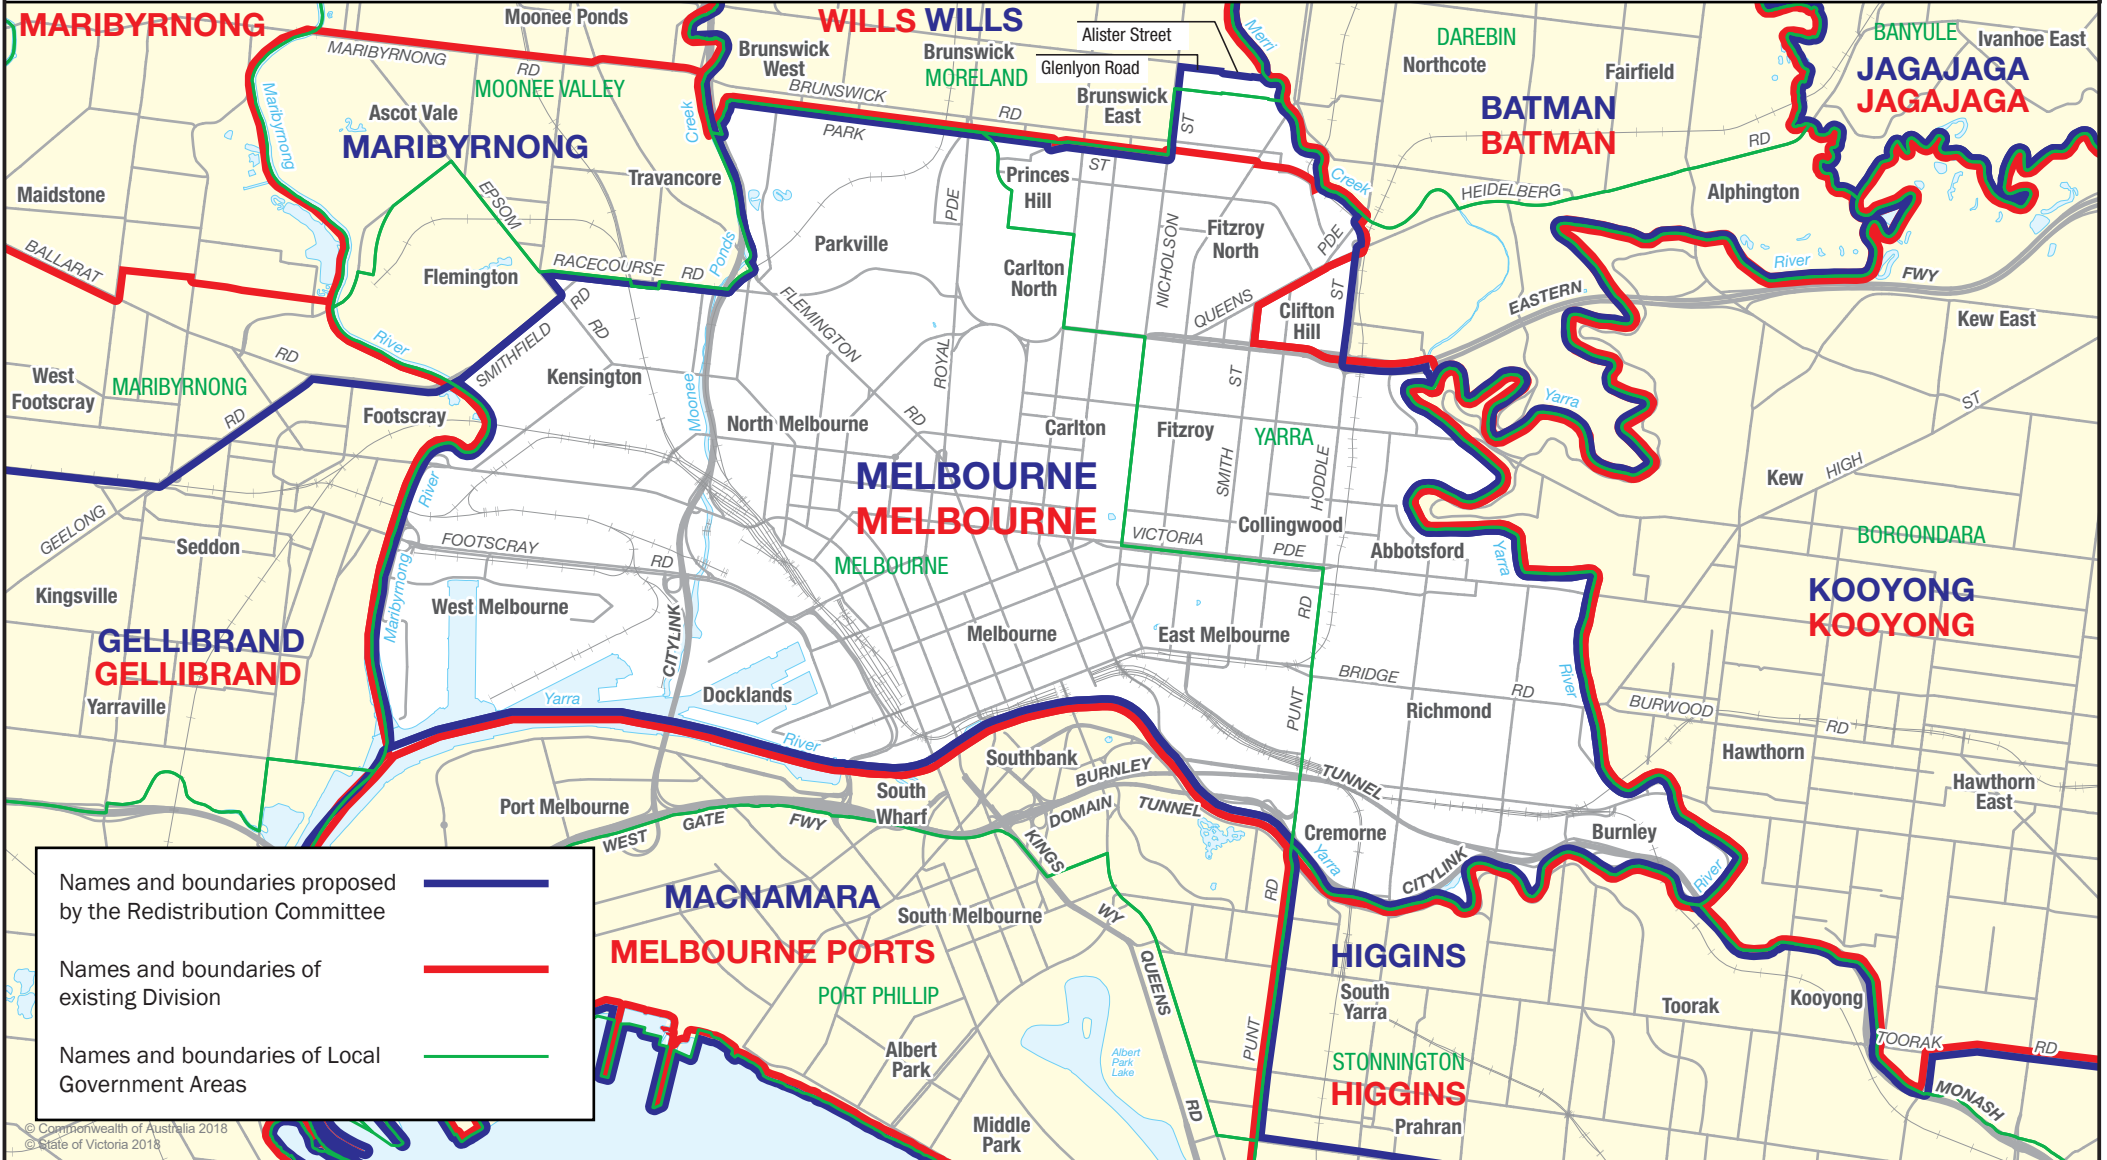 MARIBYRNONG
Moonee Ponds
WILLS WILLS
Alister Street
Glenlyon Road
Merri
DAREBIN
Northcote
Fairfield
BANYULE
Ivanhoe East
JAGAJAGA
JAGAJAGA
MARIBYRNONG
RD
MOONEE VALLEY
Brunswick
West
Brunswick
MORELAND
BRUNSWICK
RD
Brunswick
East
ST
BATMAN
BATMAN
RD
Maribyrnong
Ascot Vale
MARIBYRNONG
Creek
PARK
ST
Travancore
Princes
Hill
Creek
HEIDELBERG
Alphington
Maidstone
EPSOM
PDE
NICHOLSON
Fitzroy
North
PDE
BALLARAT
Flemington
RACECOURSE
RD
Ponds
Parkville
Carlton
North
River
FWY
EASTERN
Kew East
RD
RD
FLEMINGTON
QUEENS
Clifton
Hill
ST
River
RD
SMITHFIELD
Kensington
ROYAL
ST
West
Footscray
MARIBYRNONG
RD
Footscray
Moonee
North Melbourne
RD
Carlton
Fitzroy
YARRA
Yarra
ST
HIGH
Kew
MELBOURNE
MELBOURNE
SMITH
HODDLE
River
GEELONG
Seddon
FOOTSCRAY
RD
MELBOURNE
VICTORIA
PDE
Collingwood
Abbotsford
Yarra
BOROONDARA
KOOYONG
KOOYONG
Kingsville
Maribyrnong
West Melbourne
CITYLINK
Melbourne
East Melbourne
RD
GELLIBRAND
GELLIBRAND
Yarraville
Yarra
Docklands
BRIDGE
RD
River
PUNT
Richmond
BURWOOD
RD
Hawthorn
River
Southbank
BURNLEY
TUNNEL
TUNNEL
Hawthorn
East
Port Melbourne
South
Wharf
DOMAIN
WEST
GATE
FWY
KINGS
Cremorne
Burnley
Yarra
CITYLINK
River
RD
Names and boundaries proposed
by the Redistribution Committee
Names and boundaries of
existing Division
Names and boundaries of Local
Government Areas
MACNAMARA
South Melbourne
WY
MELBOURNE PORTS
PORT PHILLIP
QUEENS
HIGGINS
South
Yarra
Toorak
Kooyong
TOORAK
RD
Albert
Park
Albert
Park
Lake
PUNT
STONNINGTON
HIGGINS
Prahran
MONASH
RD
Middle
Park
© Commonwealth of Australia 2018
© State of Victoria 2018